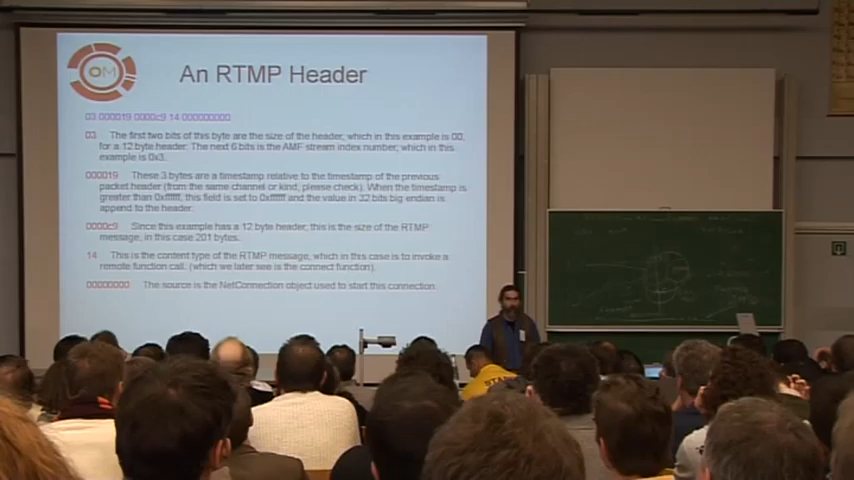 OM
An RTMP Header
03 000019 0000c9 14 000000000
03 The first two bits of this byte are the size of the header, which in this example is 00,
for a 12 byte header. The next 6 bits is the AMF stream index number, which in this
example is 0x3.
000019 These 3 bytes are a timestamp relative to the timestamp of the previous
packet header (from the same channel or kind, please check). When the timestamp is
greater than 0xffffff, this field is set to 0xffffff and the value in 32 bits big endian is
append to the header.
0000c9 Since this example has a 12 byte header, this is the size of the RTMP
message, in this case 201 bytes.
14 This is the content type of the RTMP message, which in this case is to invoke a
remote function call. (which we later see is the connect function).
00000000 The source is the NetConnection object used to start this connection.
STAFF